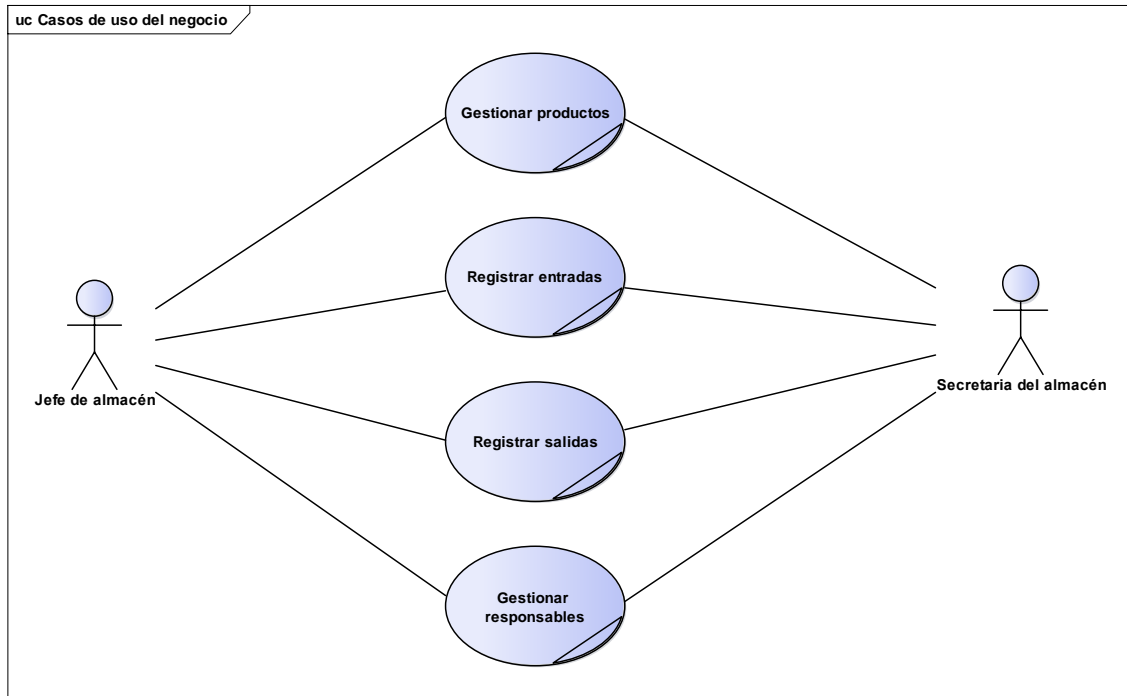 uc Casos de uso del negocio
Gestionar productos
Registrar entradas
Jefe de almacén
Secretaria del almacén
Registrar salidas
Gestionar
responsables